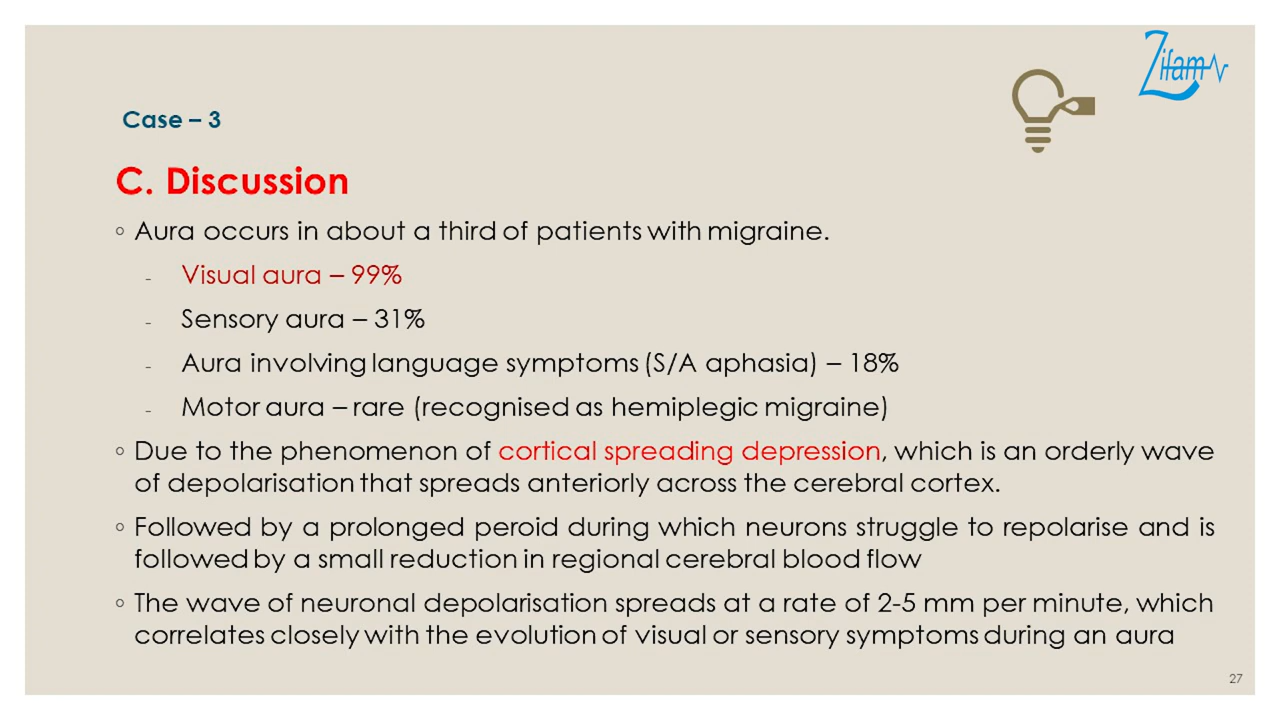 Zifam
Case – 3
C. Discussion
◦ Aura occurs in about a third of patients with migraine.
- Visual aura – 99%
- Sensory aura – 31%
- Aura involving language symptoms (S/A aphasia) – 18%
- Motor aura – rare (recognised as hemiplegic migraine)
◦ Due to the phenomenon of cortical spreading depression, which is an orderly wave
of depolarisation that spreads anteriorly across the cerebral cortex.
◦ Followed by a prolonged peroid during which neurons struggle to repolarise and is
followed by a small reduction in regional cerebral blood flow
◦ The wave of neuronal depolarisation spreads at a rate of 2-5 mm per minute, which
correlates closely with the evolution of visual or sensory symptoms during an aura
27